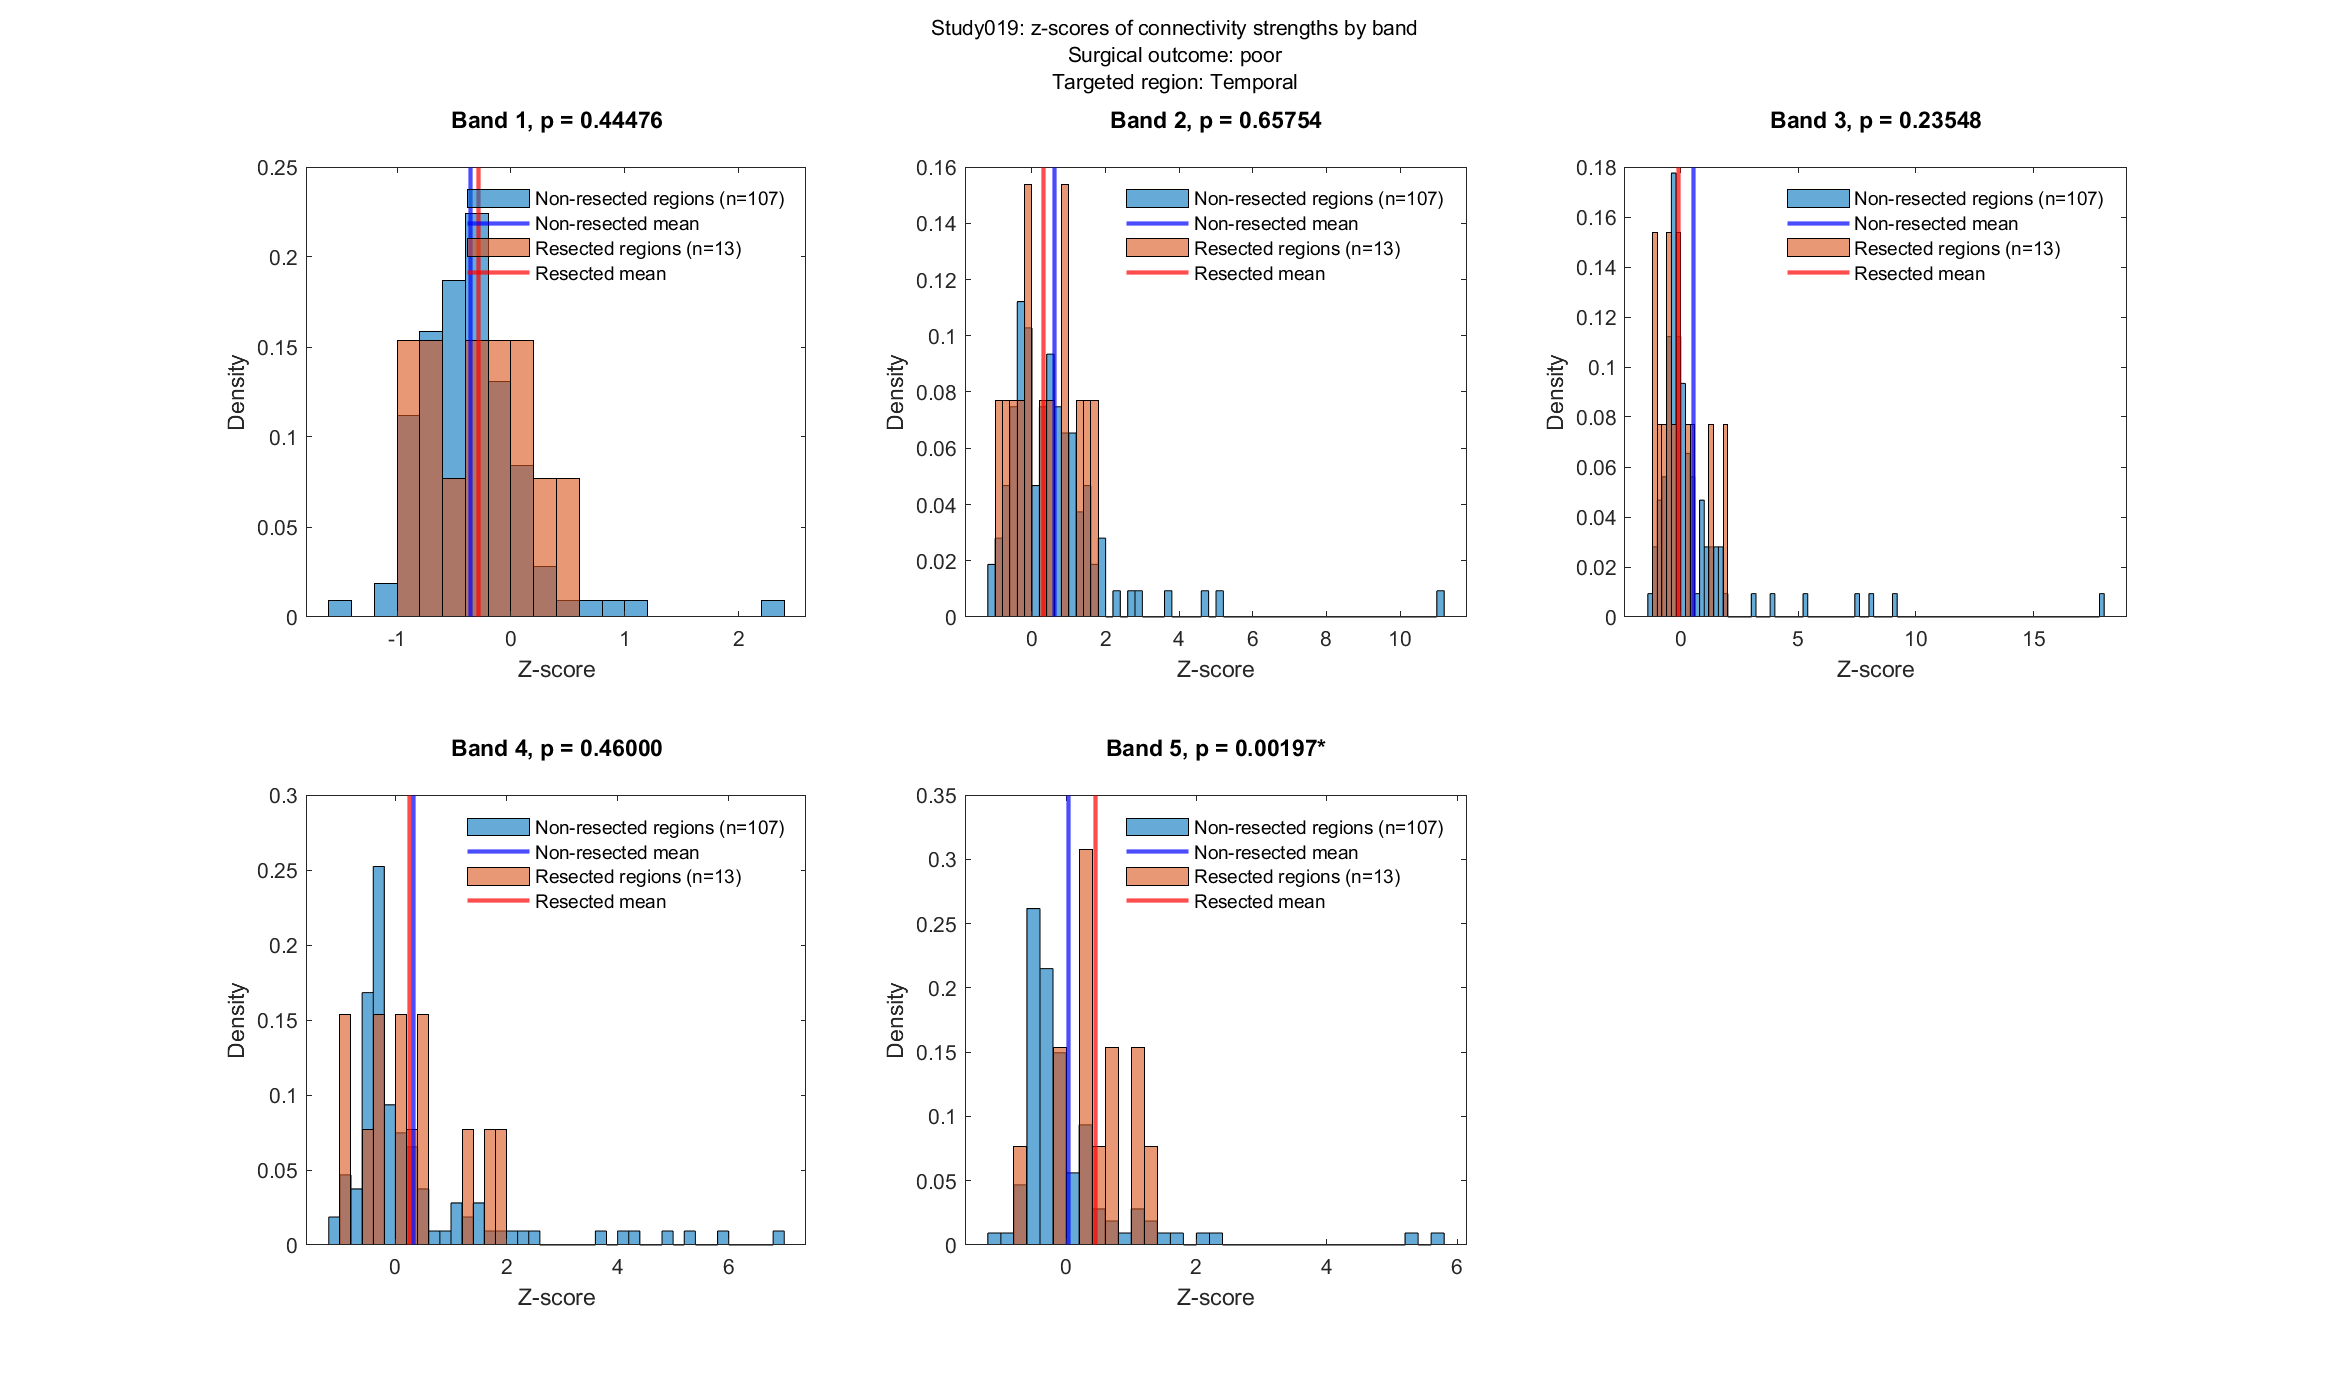 Study019: z-scores of connectivity strengths by band
Surgical outcome: poor
Targeted region: Temporal
Band 1, p = 0.44476
0.25
0.2
0.15
0.1
0.05
0
Density
-1
0
1
2
Z-score
Non-resected regions (n=107)
Non-resected mean
Resected regions (n=13)
Resected mean
Band 2, p = 0.65754
0.16
0.14
0.12
0.1
0.08
0.06
0.04
0.02
0
Density
0
2
4
6
8
10
Z-score
Non-resected regions (n=107)
Non-resected mean
Resected regions (n=13)
Resected mean
Band 3, p = 0.23548
0.18
0.16
0.14
0.12
0.1
0.08
0.06
0.04
0.02
0
Density
0
5
10
15
Z-score
Non-resected regions (n=107)
Non-resected mean
Resected regions (n=13)
Resected mean
Band 4, p = 0.46000
0.3
0.25
0.2
0.15
0.1
0.05
0
Density
0
2
4
6
Z-score
Non-resected regions (n=107)
Non-resected mean
Resected regions (n=13)
Resected mean
Band 5, p = 0.00197*
0.35
0.3
0.25
0.2
0.15
0.1
0.05
0
Density
0
2
4
6
Z-score
Non-resected regions (n=107)
Non-resected mean
Resected regions (n=13)
Resected mean